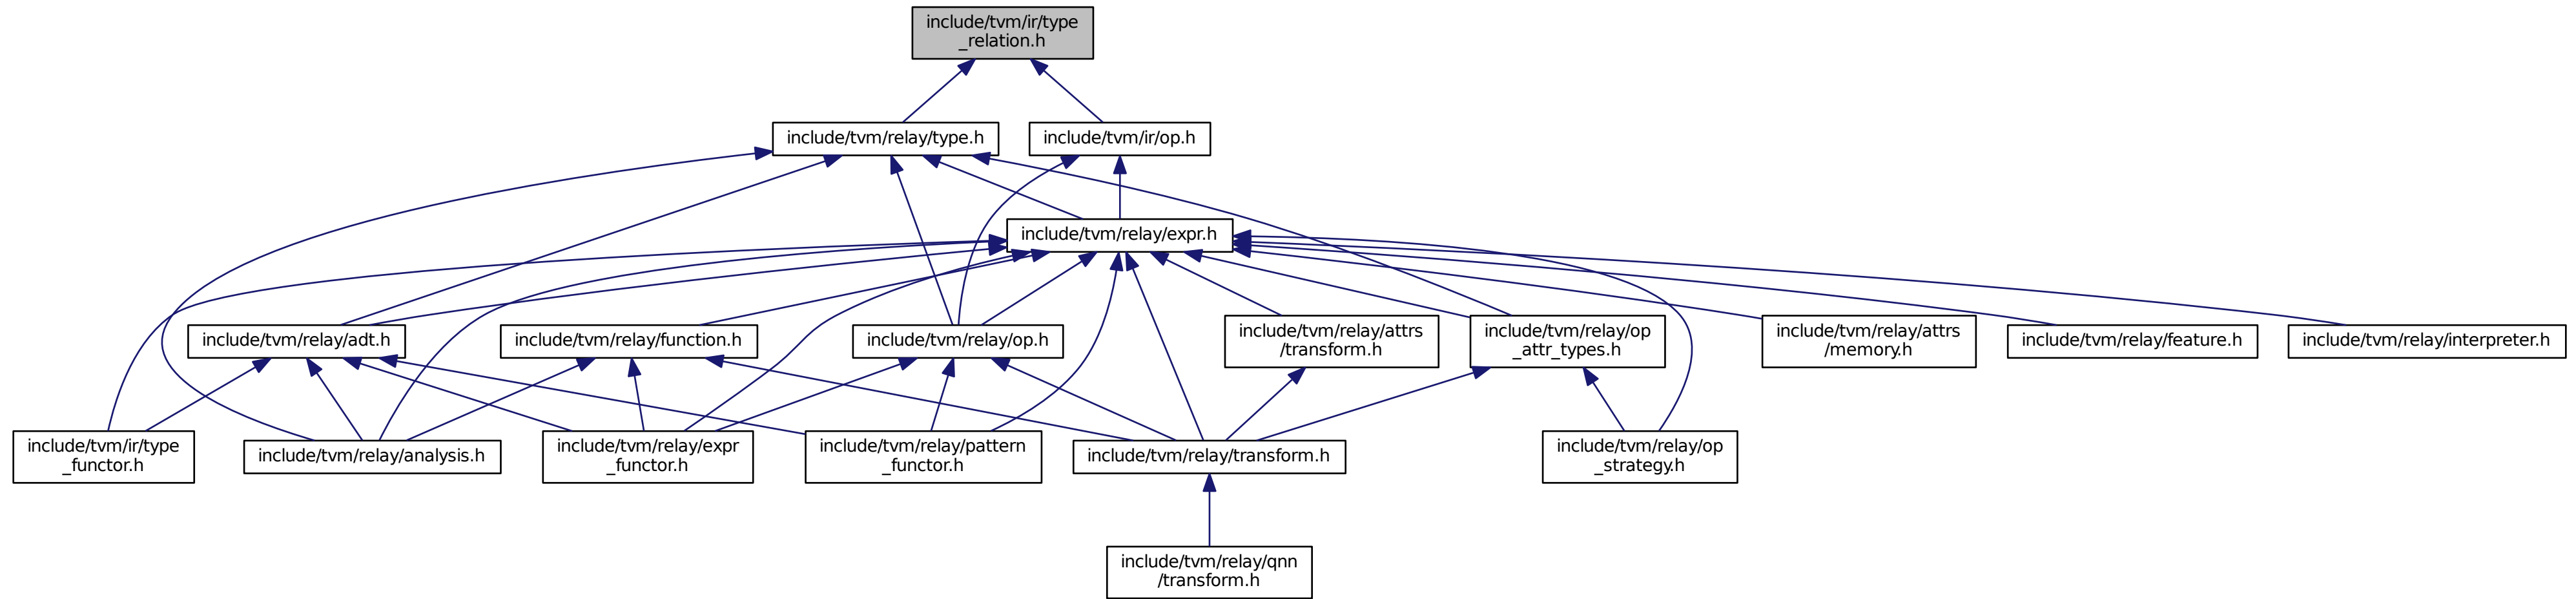 include/tvm/ir/type
_relation.h
include/tvm/relay/type.h
include/tvm/ir/op.h
include/tvm/relay/expr.h
include/tvm/relay/adt.h
include/tvm/relay/function.h
include/tvm/relay/op.h
include/tvm/relay/attrs
/transform.h
include/tvm/relay/op
_attr_types.h
include/tvm/relay/attrs
/memory.h
include/tvm/relay/feature.h
include/tvm/relay/interpreter.h
include/tvm/ir/type
_functor.h
include/tvm/relay/analysis.h
include/tvm/relay/expr
_functor.h
include/tvm/relay/pattern
_functor.h
include/tvm/relay/transform.h
include/tvm/relay/op
_strategy.h
include/tvm/relay/qnn
/transform.h